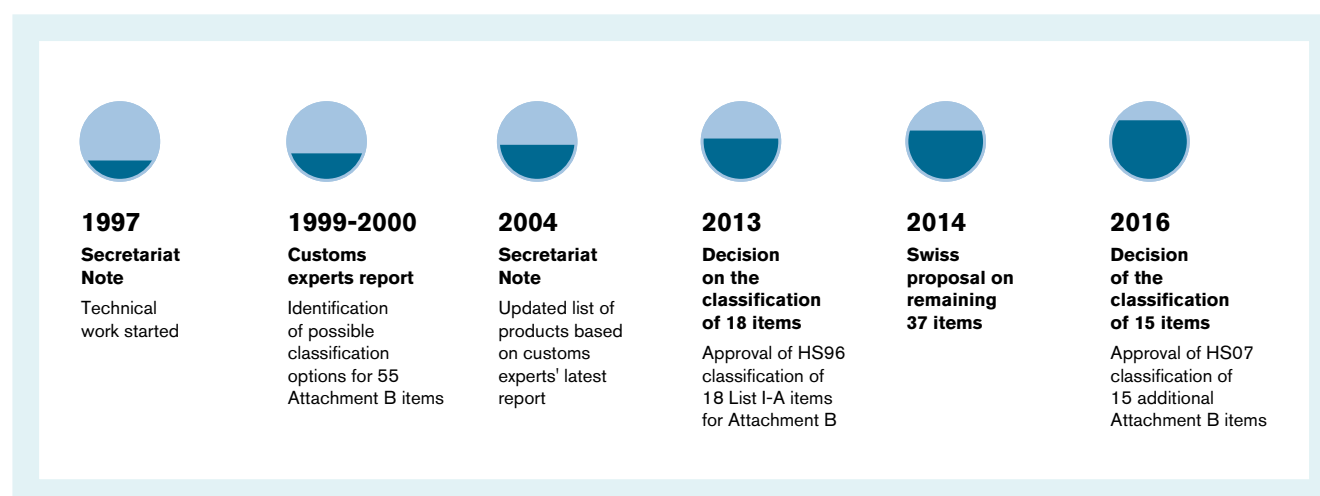 1997
Secretariat
Note
Technical
work started
1999-2000
Customs
experts report
Identification
of possible
classification
options for 55
Attachment B items
2004
Secretariat
Note
Updated list of
products based
on customs
experts' latest
report
2013
Decision
on the
classification
of 18 items
Approval of HS96
classification of
18 List I-A items
for Attachment B
2014
Swiss
proposal on
remaining
37 items
2016
Decision
of the
classification
of 15 items
Approval of HS07
classification of
15 additional
Attachment B items